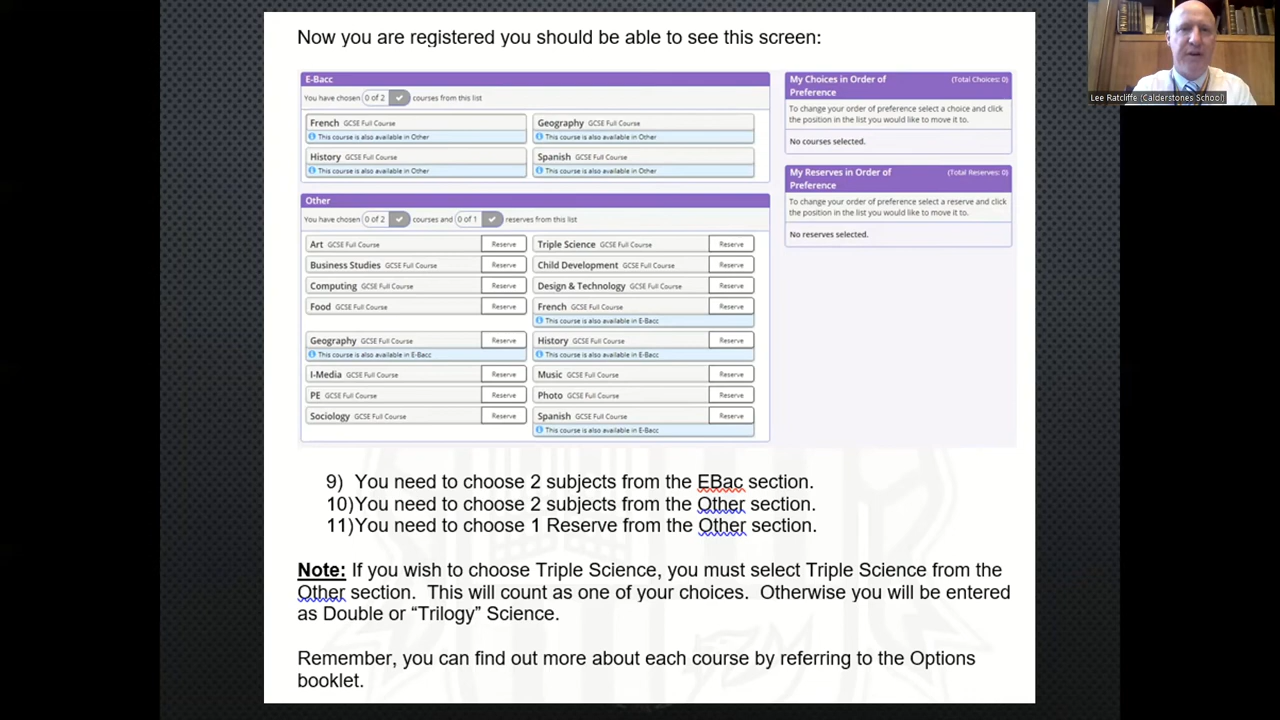 Now you are registered you should be able to see this screen:
E-Bacc
You have chosen 0 of 2 courses from this list
French GCSE Full Course
This course is also available in Other
Geography GCSE Full Course
This course is also available in Other
History GCSE Full Course
This course is also available in Other
Spanish GCSE Full Course
This course is also available in Other
Other
You have chosen 0 of 2 courses and 0 of 1 reserves from this list
Art GCSE Full Course Reserve
Triple Science GCSE Full Course Reserve
Business Studies GCSE Full Course Reserve
Child Development GCSE Full Course Reserve
Computing GCSE Full Course Reserve
Design & Technology GCSE Full Course Reserve
Food GCSE Full Course Reserve
French GCSE Full Course Reserve
This course is also available in E-Bacc
Geography GCSE Full Course Reserve
This course is also available in E-Bacc
History GCSE Full Course Reserve
This course is also available in E-Bacc
I-Media GCSE Full Course Reserve
Music GCSE Full Course Reserve
PE GCSE Full Course Reserve
Photo GCSE Full Course Reserve
Sociology GCSE Full Course Reserve
Spanish GCSE Full Course Reserve
This course is also available in E-Bacc
My Choices in Order of Preference (Total Choices: 0)
To change your order of preference select a choice and click
the position in the list you would like to move it to.
No courses selected.
My Reserves in Order of Preference (Total Reserves: 0)
To change your order of preference select a reserve and click
the position in the list you would like to move it to.
No reserves selected.
Lee Ratcliffe (Calderstones School)
9) You need to choose 2 subjects from the EBac section.
10)You need to choose 2 subjects from the Other section.
11)You need to choose 1 Reserve from the Other section.
Note: If you wish to choose Triple Science, you must select Triple Science from the
Other section. This will count as one of your choices. Otherwise you will be entered
as Double or “Trilogy” Science.
Remember, you can find out more about each course by referring to the Options
booklet.